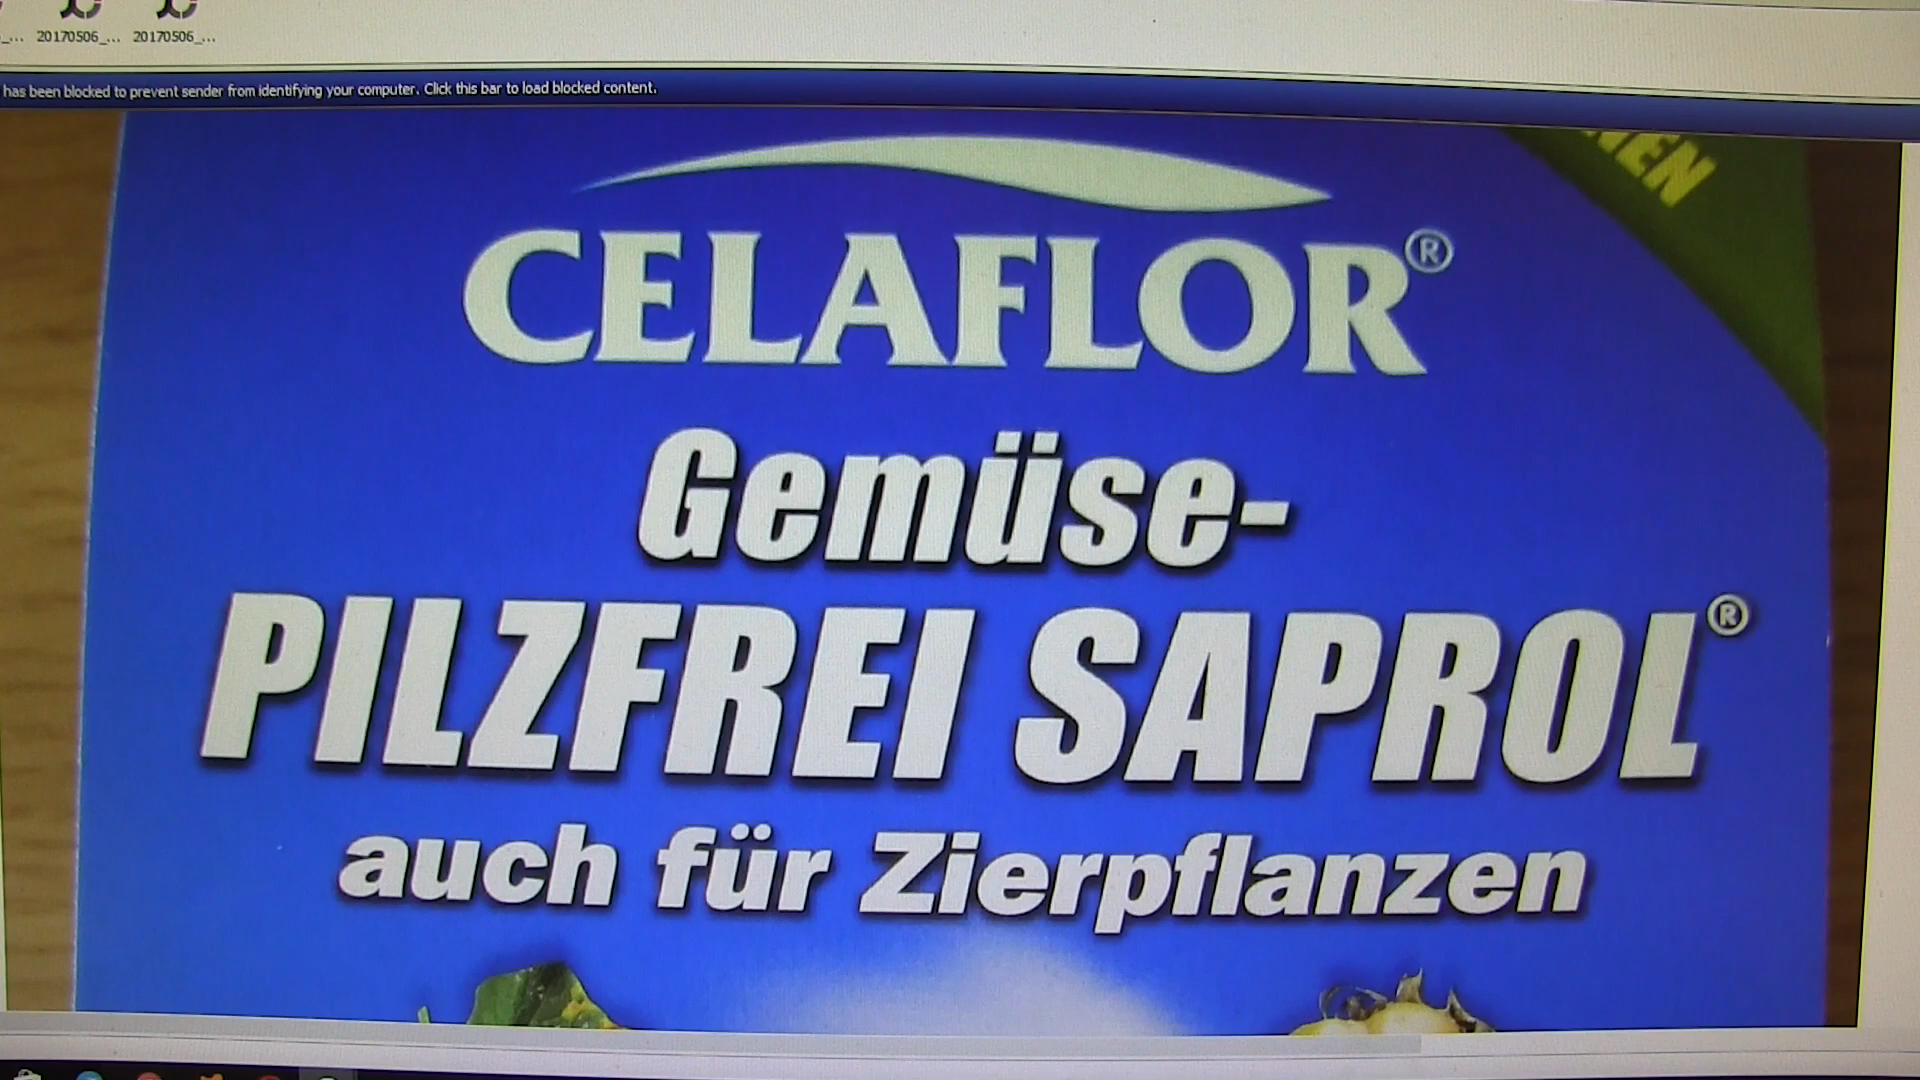 _... 20170506_... 20170506_...
has been blocked to prevent sender from identifying your computer. Click this bar to load blocked content.
NEN
CELAFLOR®
Gemüse-
PILZFREI SAPROL®
auch für Zierpflanzen